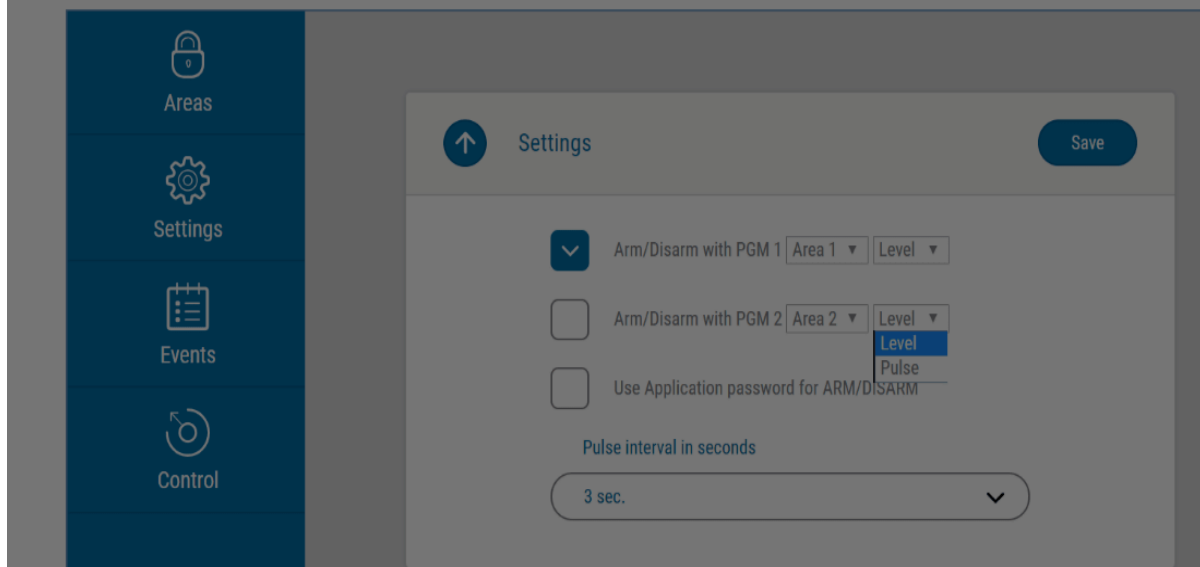 Areas
Settings
Events
Control
Settings
Save
Arm/Disarm with PGM 1 Area 1 Level
Arm/Disarm with PGM 2 Area 2 Level
Level
Pulse
Use Application password for ARM/DISARM
Pulse interval in seconds
3 sec.